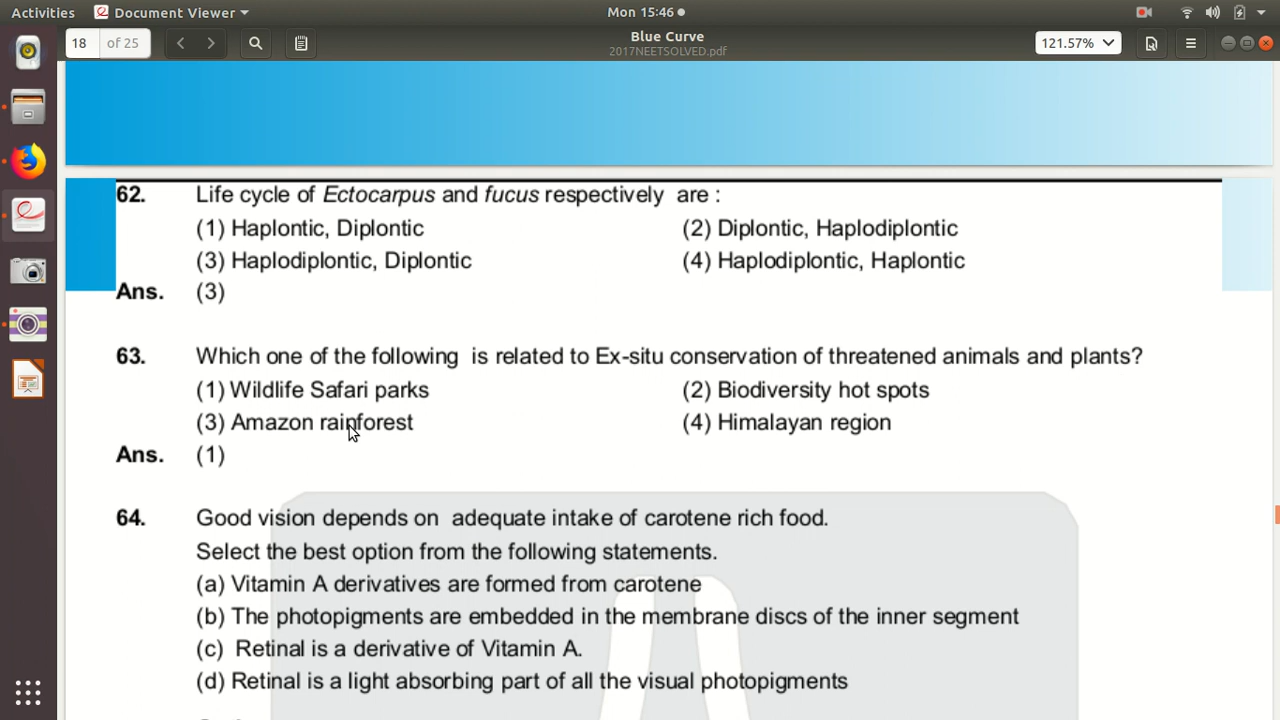 Activities Document Viewer Mon 15:46
18 of 25 Blue Curve 121.57%
2017NEETSOLVED.pdf
62. Life cycle of Ectocarpus and fucus respectively are :
(1) Haplontic, Diplontic (2) Diplontic, Haplodiplontic
(3) Haplodiplontic, Diplontic (4) Haplodiplontic, Haplontic
Ans. (3)
63. Which one of the following is related to Ex-situ conservation of threatened animals and plants?
(1) Wildlife Safari parks (2) Biodiversity hot spots
(3) Amazon rainforest (4) Himalayan region
Ans. (1)
64. Good vision depends on adequate intake of carotene rich food.
Select the best option from the following statements.
(a) Vitamin A derivatives are formed from carotene
(b) The photopigments are embedded in the membrane discs of the inner segment
(c) Retinal is a derivative of Vitamin A.
(d) Retinal is a light absorbing part of all the visual photopigments